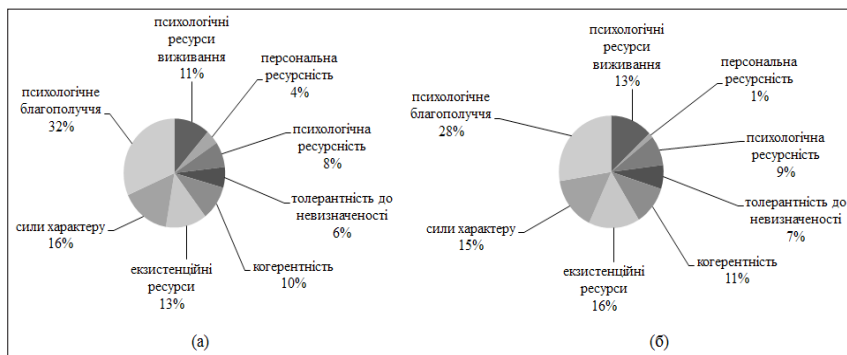 психологічні
ресурси
виживання
11%
персональна
ресурсність
4%
психологічна
ресурсність
8%
толерантність до
невизначеності
6%
когерентність
10%
екзистенційні
ресурси
13%
сили характеру
16%
психологічне
благополуччя
32%
(а)
психологічні
ресурси
виживання
13%
персональна
ресурсність
1%
психологічна
ресурсність
9%
толерантність до
невизначеності
7%
когерентність
11%
екзистенційні
ресурси
16%
сили характеру
15%
психологічне
благополуччя
28%
(б)